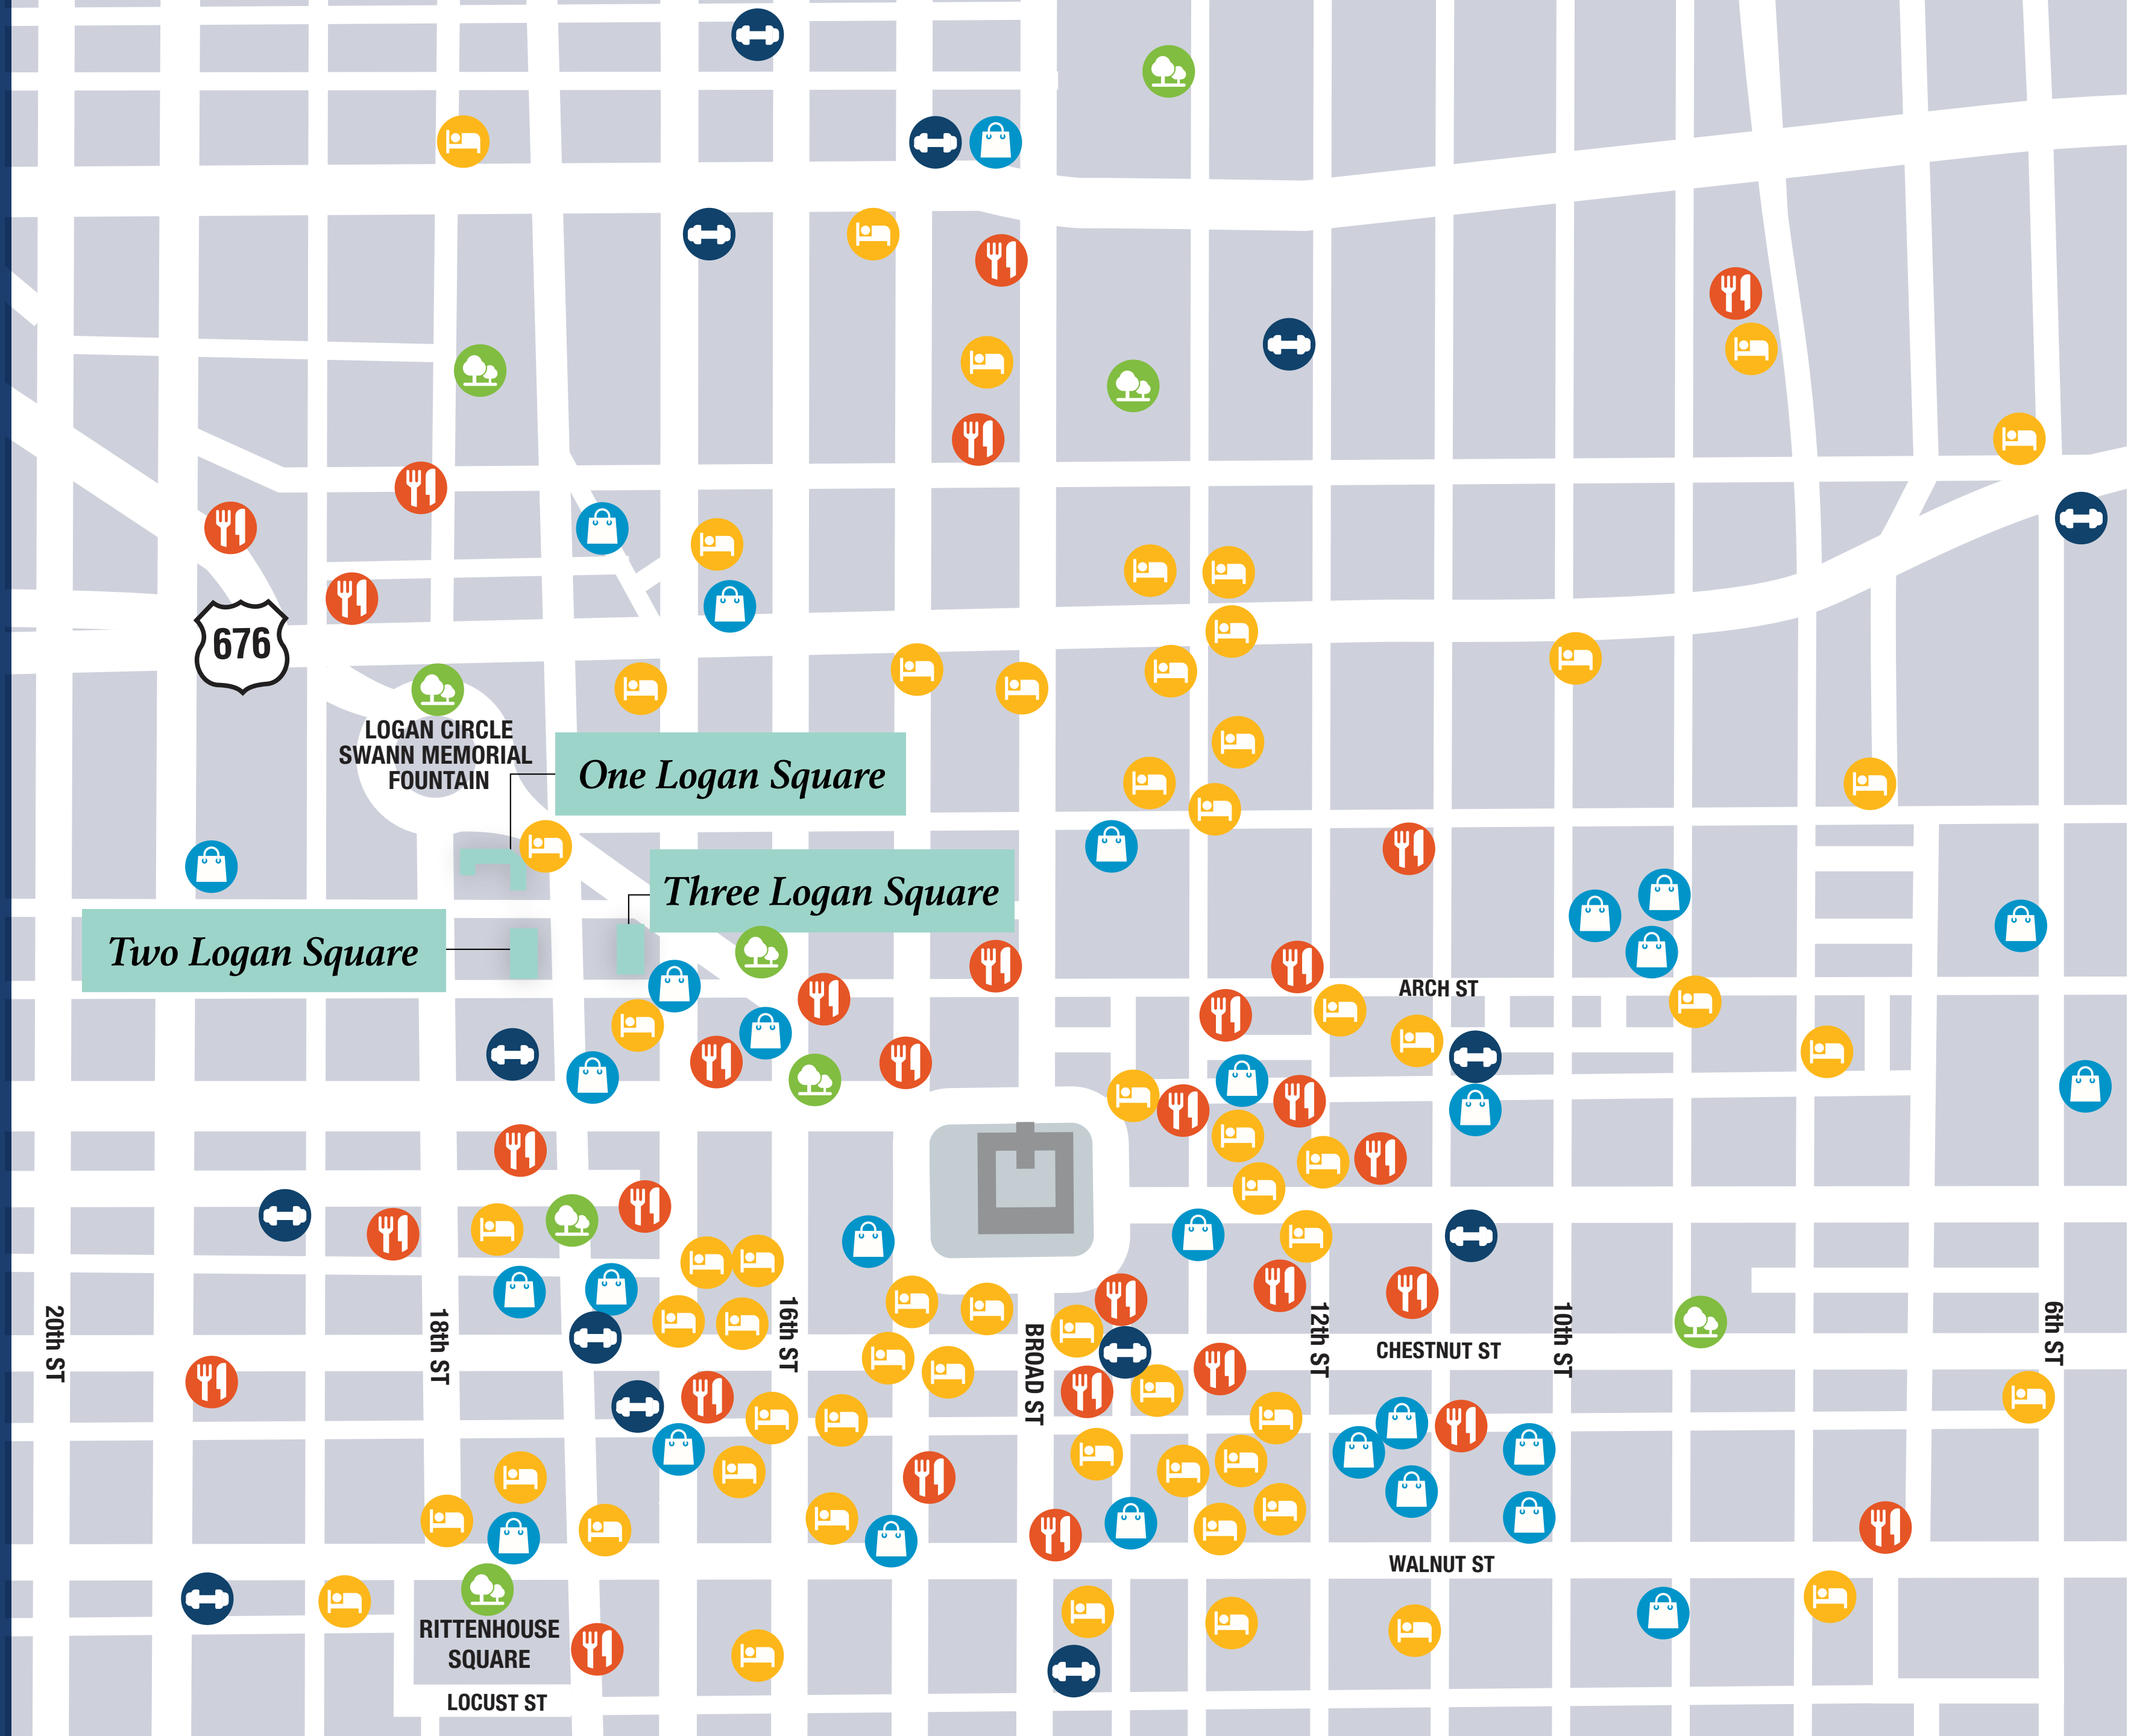 676
LOGAN CIRCLE
SWANN MEMORIAL
FOUNTAIN
One Logan Square
Three Logan Square
Two Logan Square
ARCH ST
20th ST
18th ST
16th ST
BROAD ST
12th ST
10th ST
6th ST
CHESTNUT ST
WALNUT ST
RITTENHOUSE
SQUARE
LOCUST ST